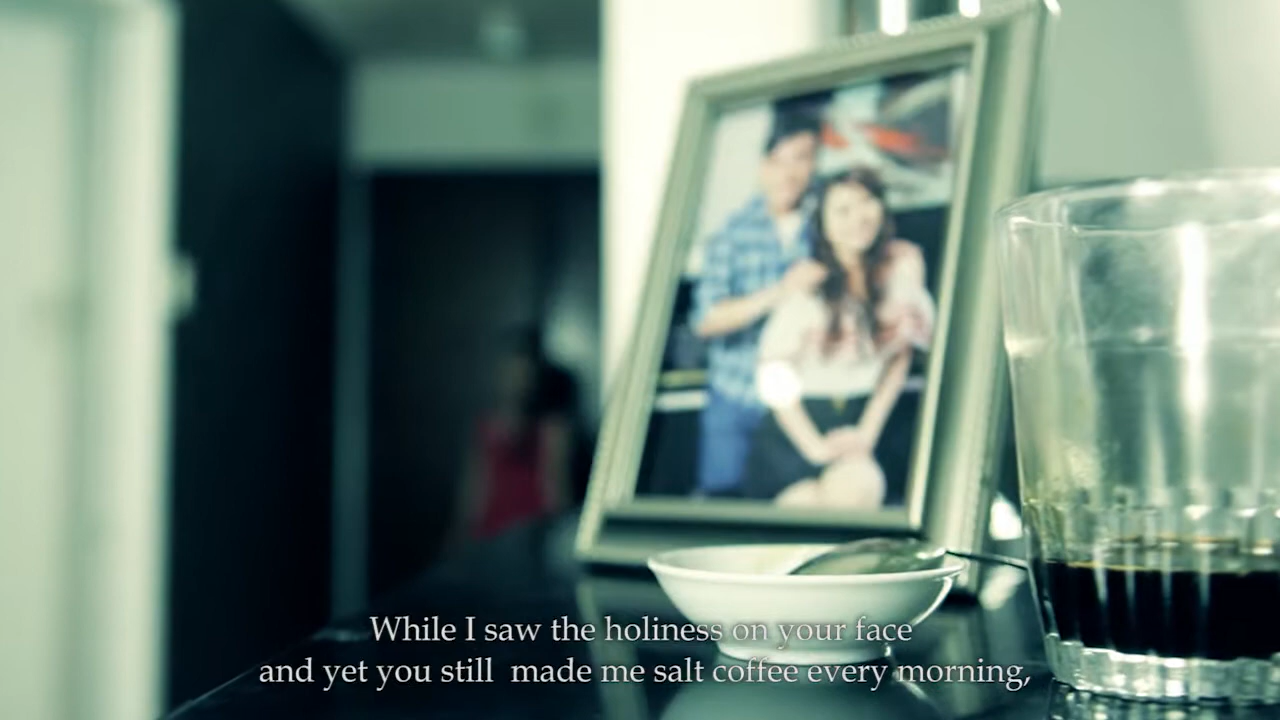 While I saw the holiness on your face
and yet you still  made me salt coffee every morning,